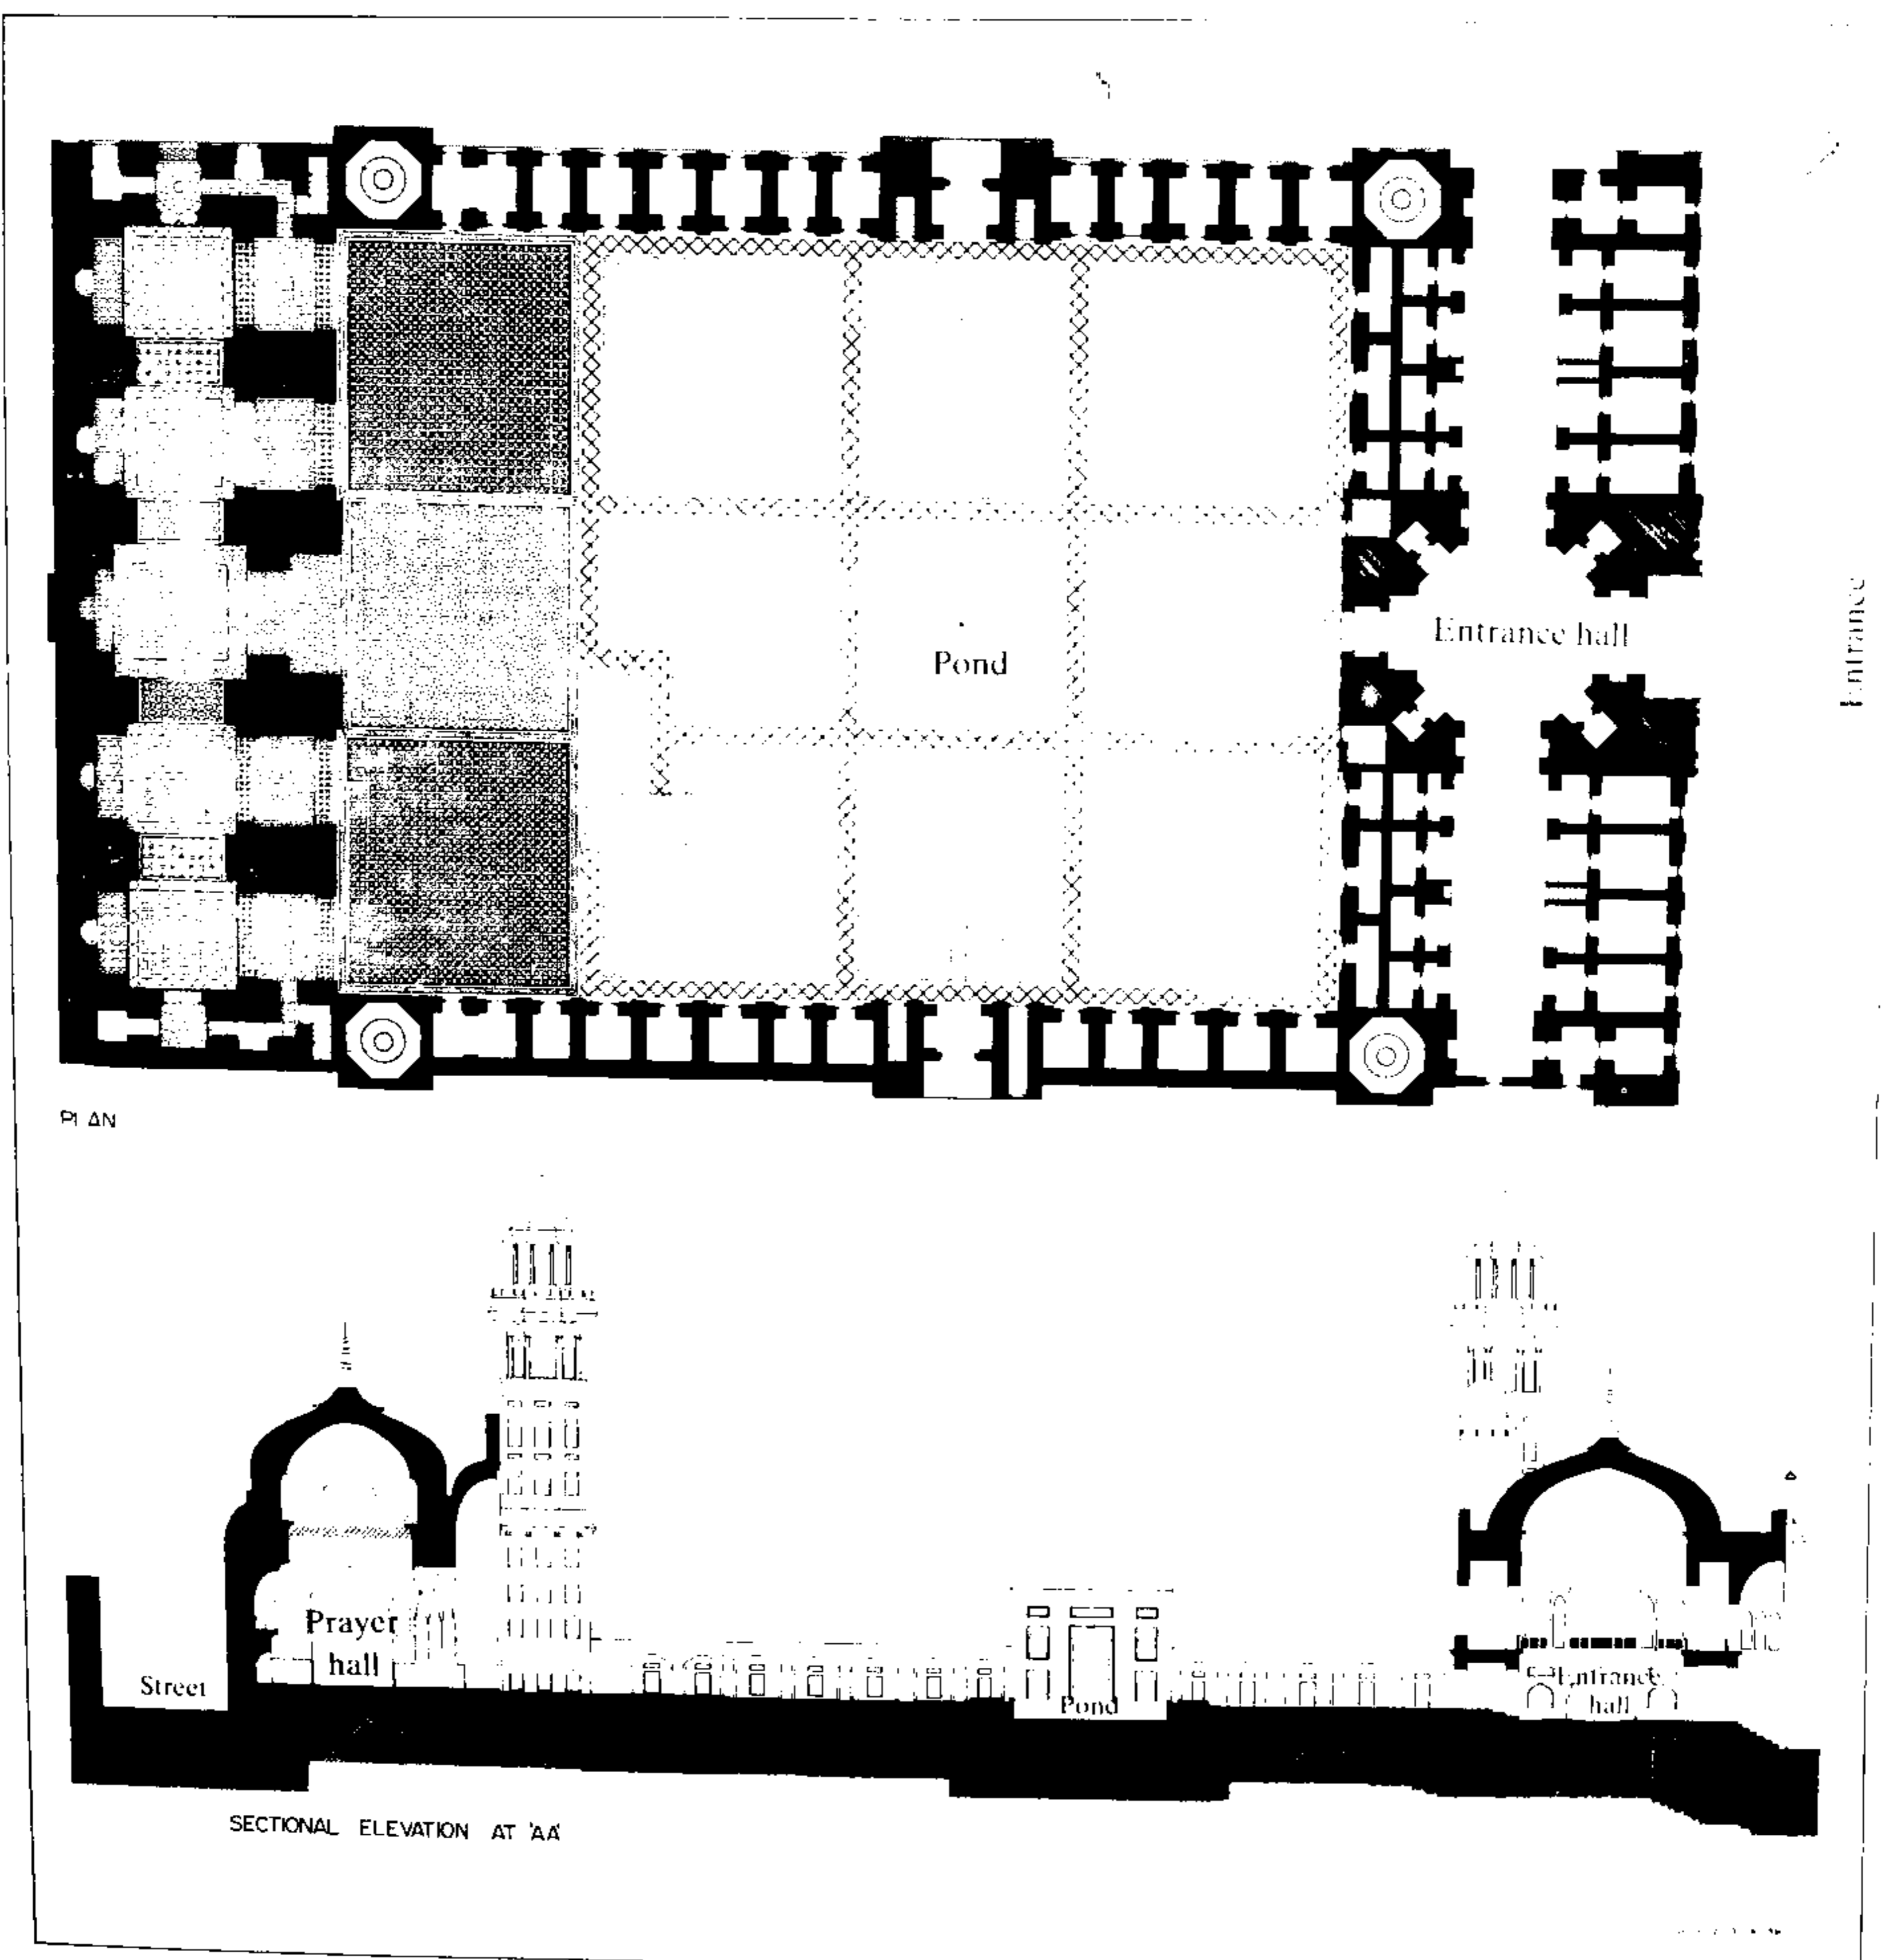 Pond
Entrance hall
Entrance
PLAN
Prayer
hall
Street
Pond
Entrance
hall
SECTIONAL ELEVATION AT 'AA'